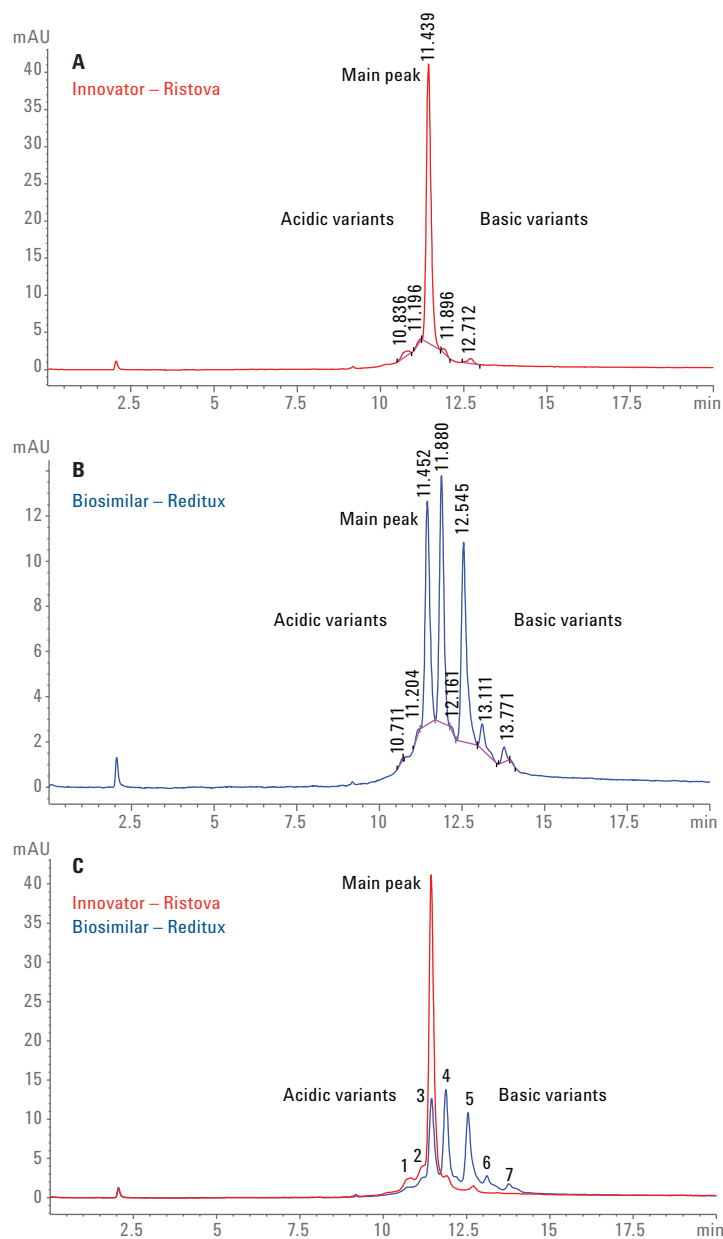 mAU
A
Innovator – Ristova
Main peak
11.439
Acidic variants
Basic variants
10.836
11.196
11.896
12.712
40
35
30
25
20
15
10
5
0
2.5 5 7.5 10 12.5 15 17.5 min
mAU
B
Biosimilar – Reditux
Main peak
11.452
11.880
12.545
Acidic variants
Basic variants
10.711
11.204
12.161
13.111
13.771
12
10
8
6
4
2
0
2.5 5 7.5 10 12.5 15 17.5 min
mAU
C
Innovator – Ristova
Biosimilar – Reditux
Main peak
Acidic variants
Basic variants
1
2
3
4
5
6
7
40
35
30
25
20
15
10
5
0
2.5 5 7.5 10 12.5 15 17.5 min